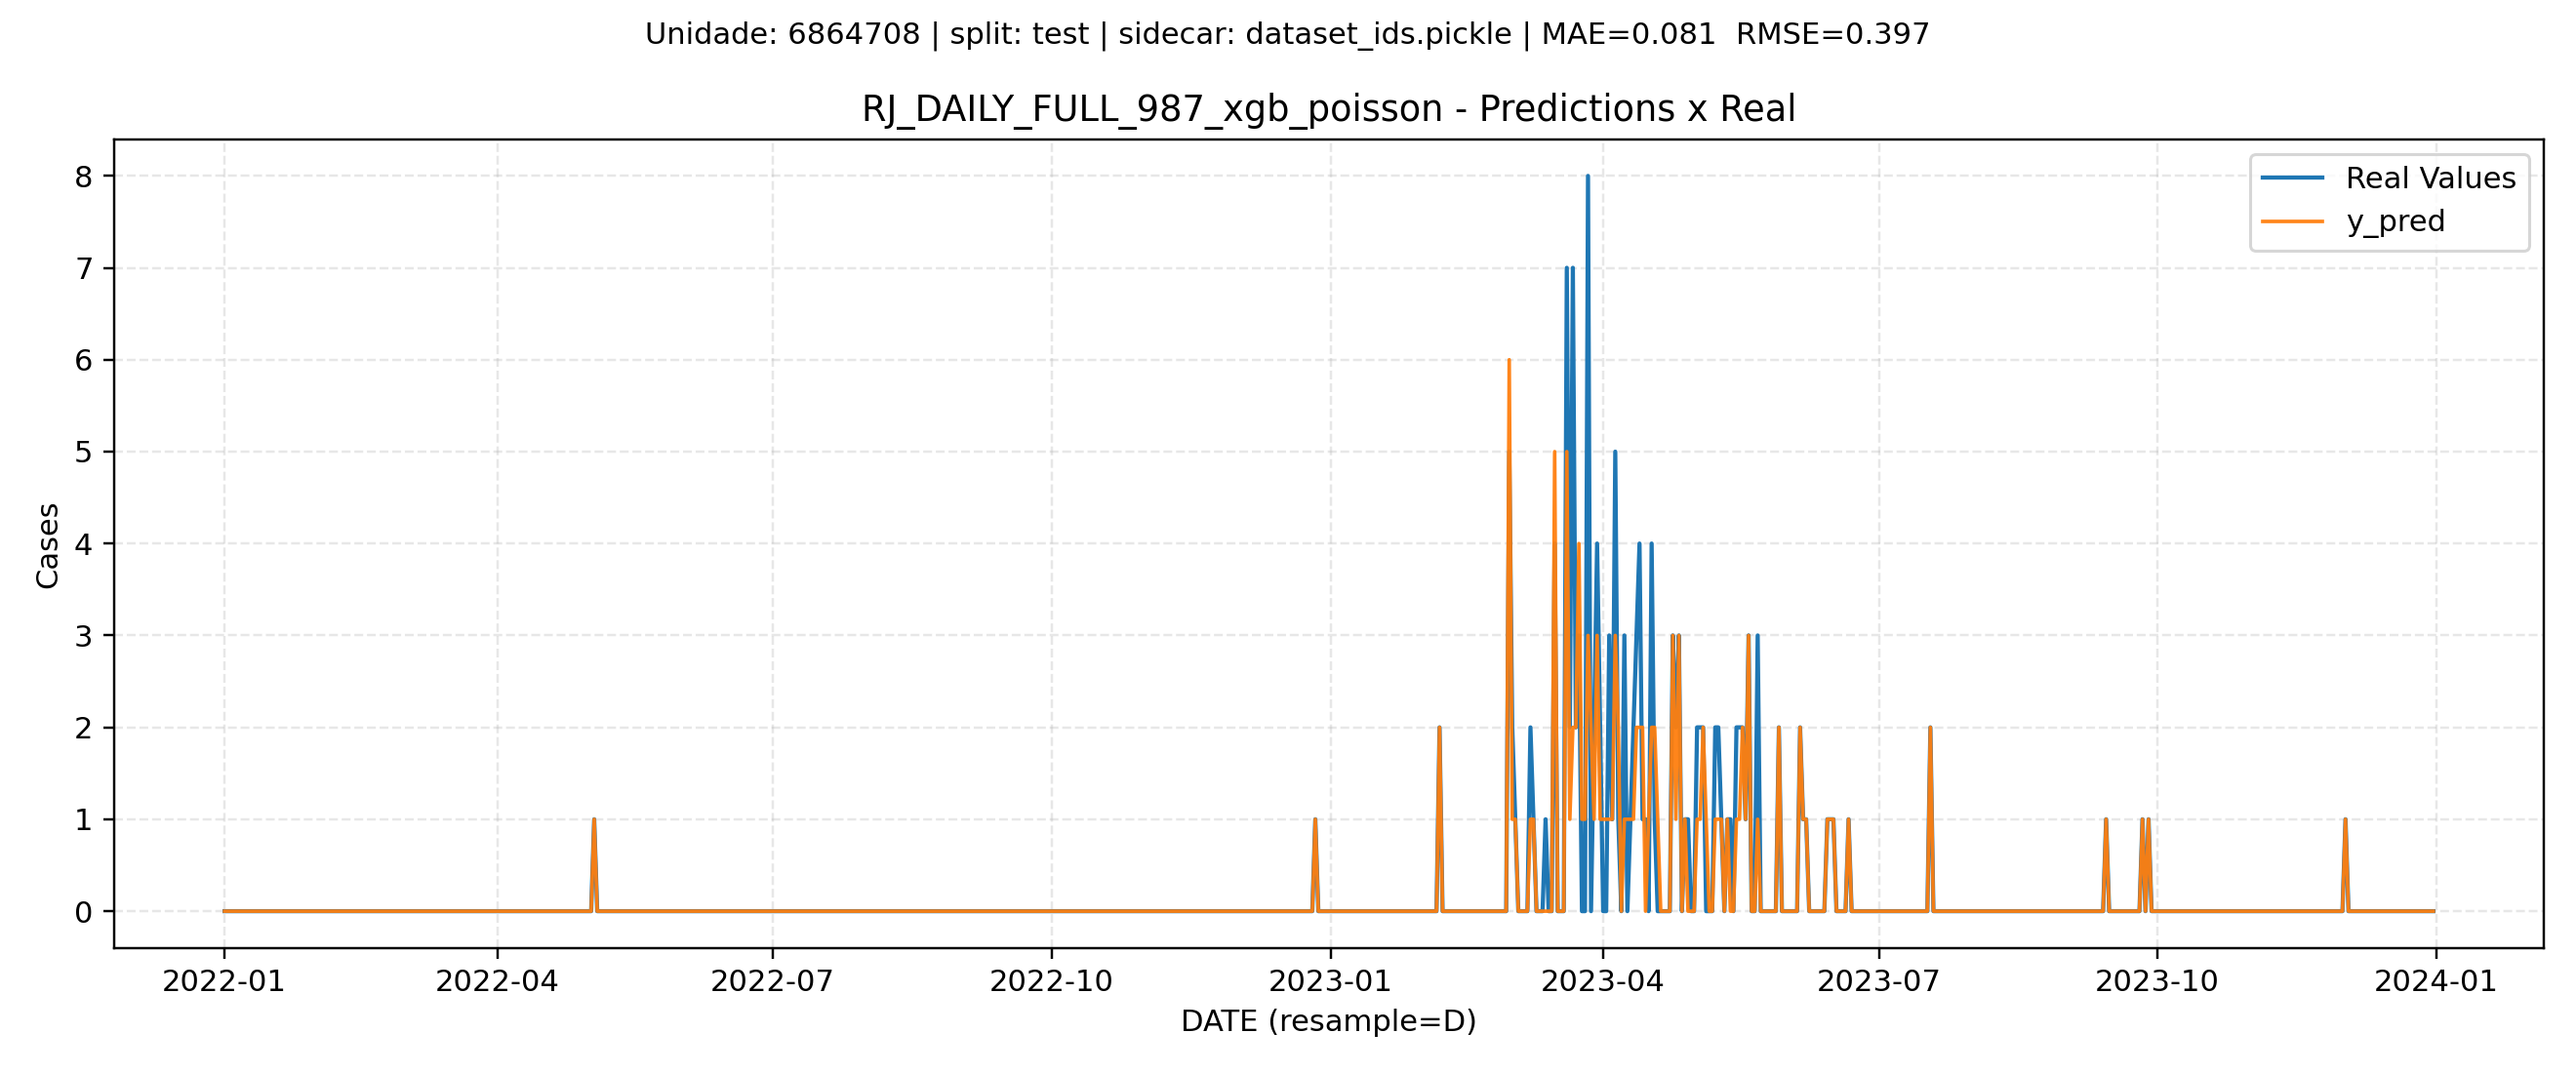 Unidade: 6864708 | split: test | sidecar: dataset_ids.pickle | MAE=0.081  RMSE=0.397
RJ_DAILY_FULL_987_xgb_poisson - Predictions x Real
Real Values
y_pred
8
7
6
5
4
3
2
1
0
Cases
2022-01 2022-04 2022-07 2022-10 2023-01 2023-04 2023-07 2023-10 2024-01
DATE (resample=D)